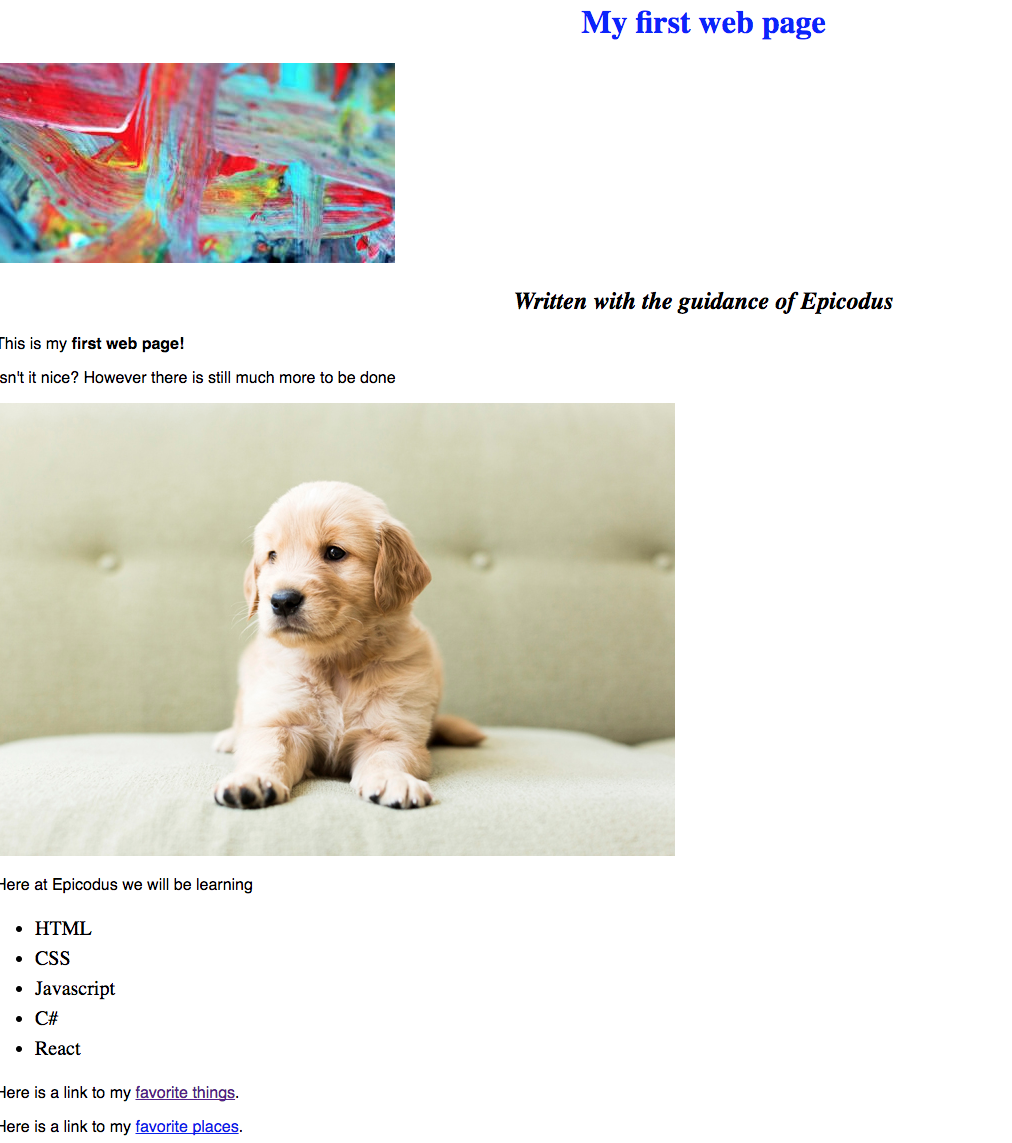 My first web page
Written with the guidance of Epicodus
This is my first web page!
Isn't it nice? However there is still much more to be done
Here at Epicodus we will be learning
• HTML
• CSS
• Javascript
• C#
• React
Here is a link to my favorite things.
Here is a link to my favorite places.